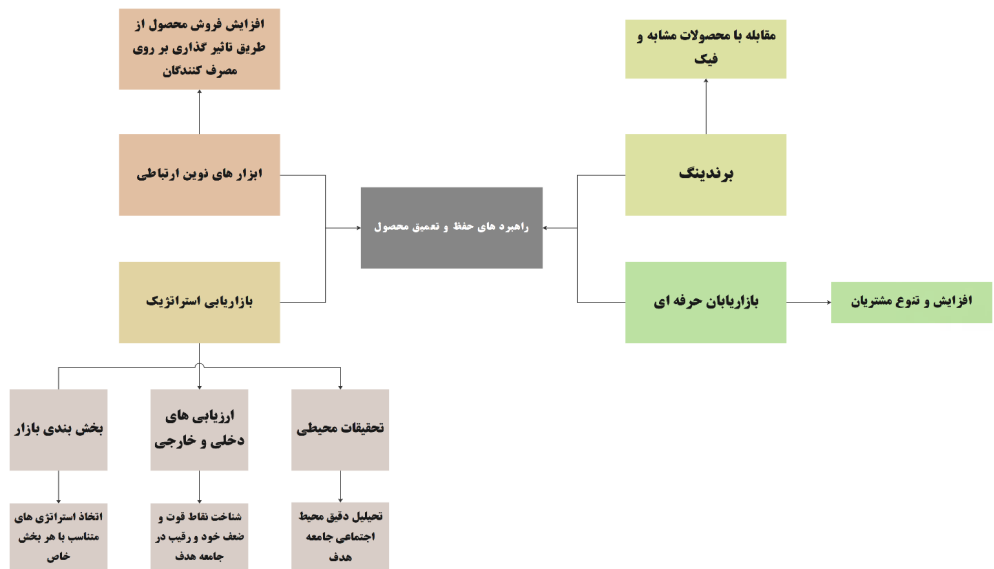 افزایش فروش محصول از
طریق تاثیر گذاری بر روی
مصرف کنندگان
مقابله با محصولات مشابه و
فیک
ابزار های نوین ارتباطی
برندینگ
راهبرد های حفظ و تعمیق محصول
بازاریابی استراتژیک
بازاریابان حرفه ای
افزایش و تنوع مشتریان
تحقیقات محیطی
ارزیابی های
دخلی و خارجی
بخش بندی بازار
تحیلیل دقیق محیط
اجتماعی جامعه
هدف
شناخت نقاط قوت و
ضعف خود و رقیب در
جامعه هدف
اتخاذ استراتژی های
متناسب با هر بخش
خاص